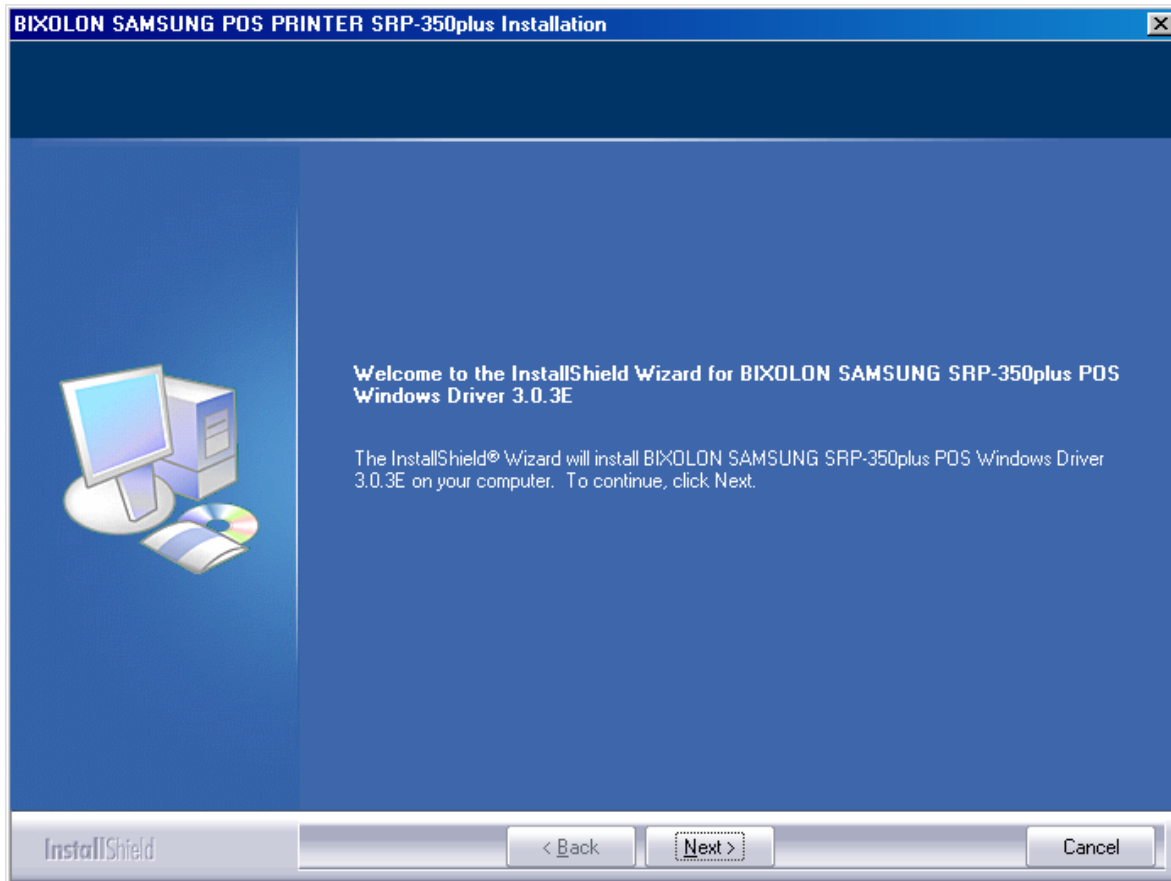 BIXOLON SAMSUNG POS PRINTER SRP-350plus Installation
Welcome to the InstallShield Wizard for BIXOLON SAMSUNG SRP-350plus POS
Windows Driver 3.0.3E
The InstallShield® Wizard will install BIXOLON SAMSUNG SRP-350plus POS Windows Driver
3.0.3E on your computer.  To continue, click Next.
InstallShield
< Back
Next >
Cancel